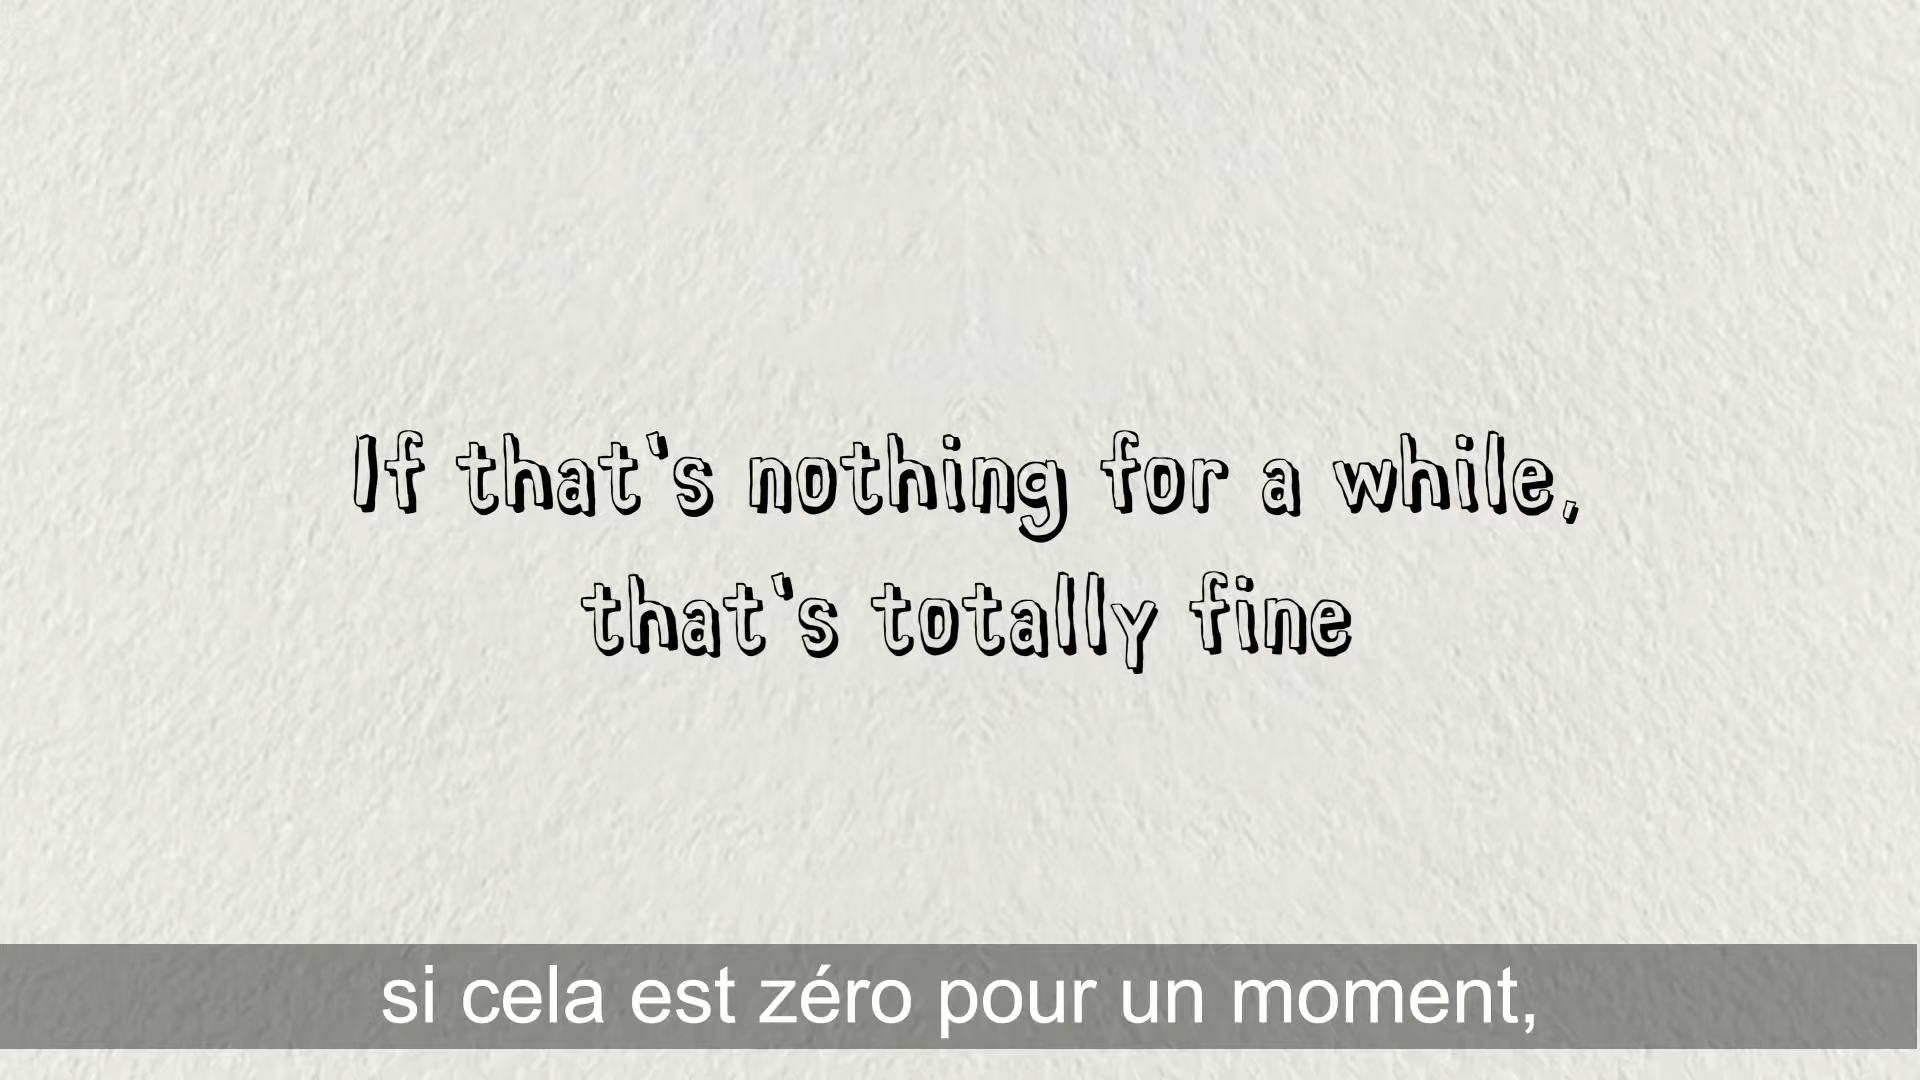 If that's nothing for a while,
that's totally fine
si cela est zéro pour un moment,